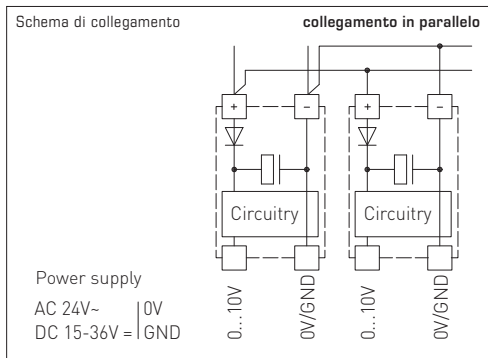 Schema di collegamento
collegamento in parallelo
+ − + −
Circuitry Circuitry
0...10V
0V/GND
0...10V
0V/GND
Power supply
AC 24V~ | 0V
DC 15-36V = | GND